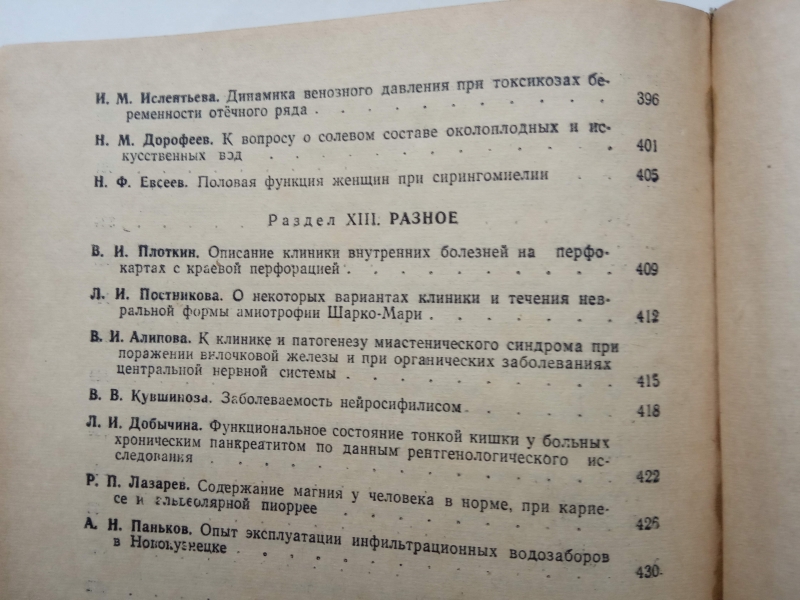 И. М. Ислентьева. Динамика венозного давления при токсикозах бе-
ременности отёчного ряда . . . . . . . . . . 396
Н. М. Дорофеев. К вопросу о солевом составе околоплодных и ис-
кусственных вод . . . . . . . . . . . . 401
Н. Ф. Евсеев. Половая функция женщин при сирингомиелии . . 405
Раздел XIII. РАЗНОЕ
В. И. Плоткин. Описание клиники внутренних болезней на перфо-
картах с краевой перфорацией . . . . . . . . . 409
Л. И. Постникова. О некоторых вариантах клиники и течения нев-
ральной формы амиотрофии Шарко-Мари . . . . . . . 412
В. И. Алипова. К клинике и патогенезу миастенического синдрома при
поражении вилочковой железы и при органических заболеваниях
центральной нервной системы . . . . . . . . . 415
В. В. Кувшиноза. Заболеваемость нейросифилисом . . . . . 418
Л. И. Добычина. Функциональное состояние тонкой кишки у больных
хроническим панкреатитом по данным рентгенологического ис-
следования . . . . . . . . . . . . . 422
Р. П. Лазарев. Содержание магния у человека в норме, при карие-
се и альвеолярной пиоррее . . . . . . . . . 426
А. Н. Паньков. Опыт эксплуатации инфильтрационных водозаборов
в Новокузнецке . . . . . . . . . . . . 430